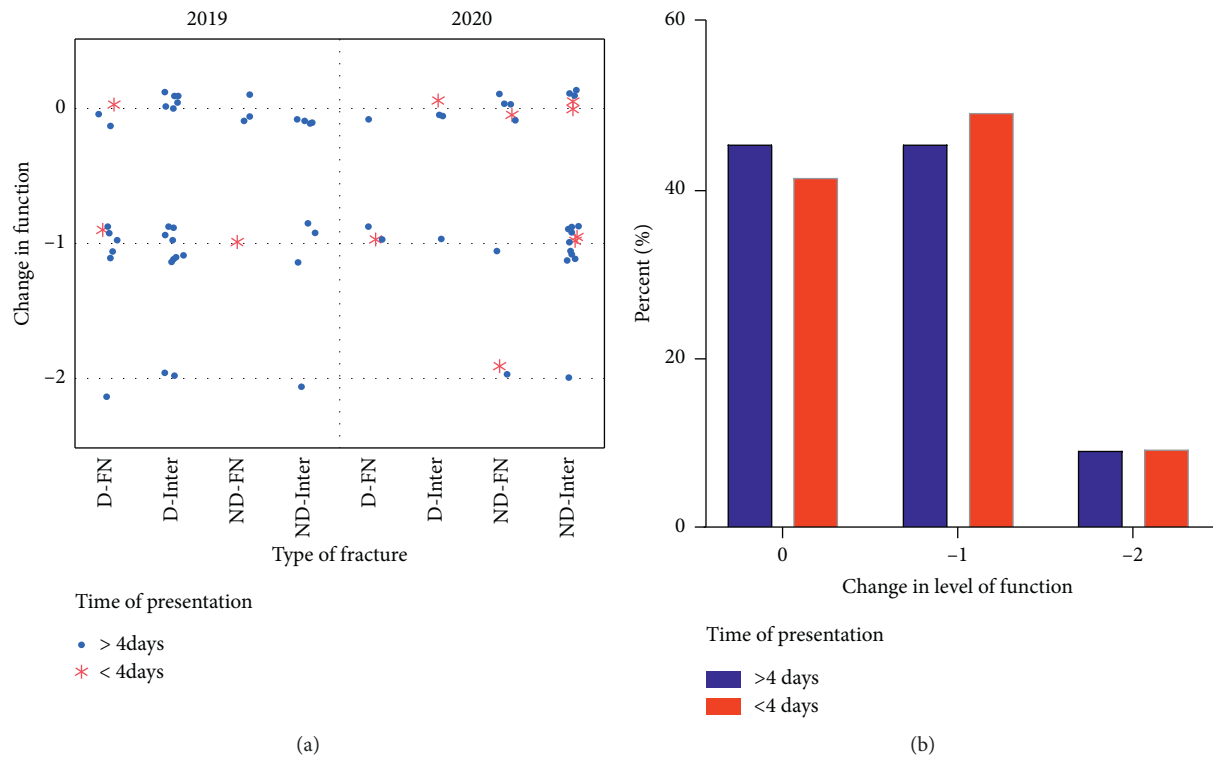 2019 2020
0
−1
−2
Change in function
D-FN D-Inter ND-FN ND-Inter D-FN D-Inter ND-FN ND-Inter
Type of fracture
Time of presentation
> 4days
< 4days
(a)
60
40
20
0
Percent (%)
0 −1 −2
Change in level of function
Time of presentation
>4 days
<4 days
(b)